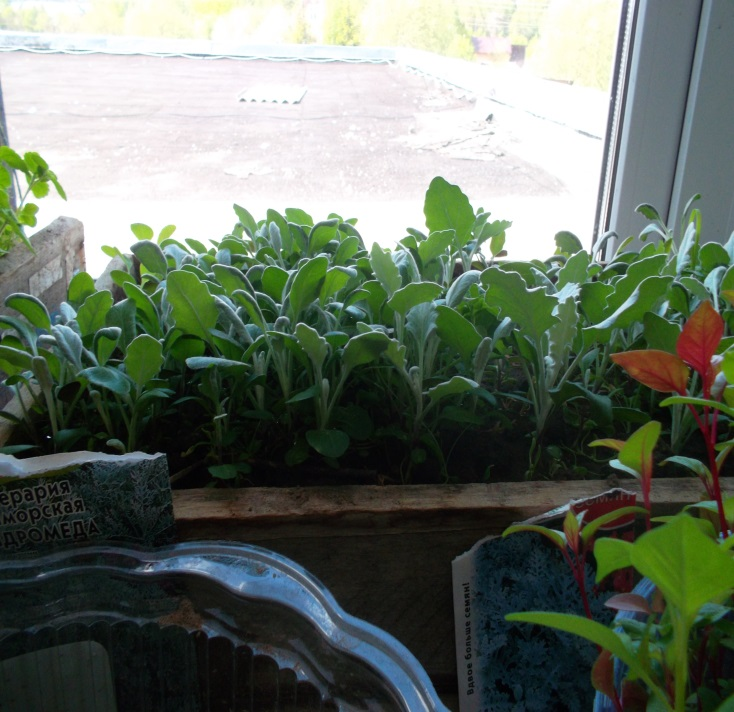 ерария
морская
дромеда
Вдвое больше семян!